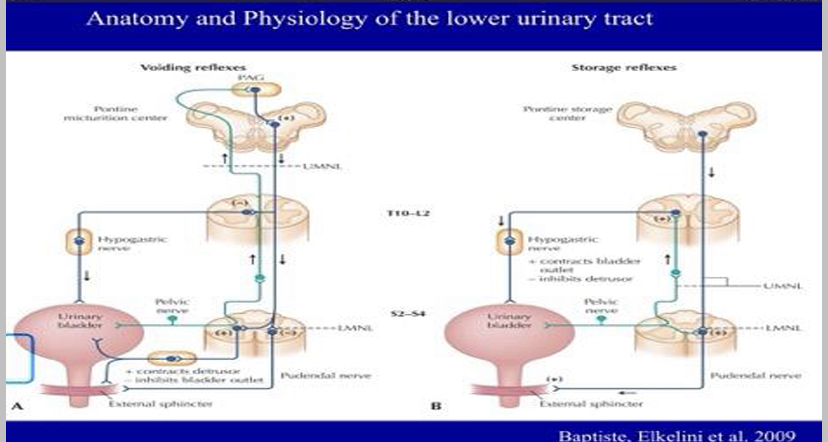 Anatomy and Physiology of the lower urinary tract
Voiding reflexes
PAG
Pontine
micturition center
(+)
UMNL
(−)
Hypogastric
nerve
Pelvic
nerve
Urinary
bladder
(+)
(−)
LMNL
+ contracts detrusor
− inhibits bladder outlet
Pudendal nerve
External sphincter
A
T10–L2
S2–S4
Storage reflexes
Pontine storage
center
(+)
Hypogastric
nerve
+ contracts bladder
outlet
− inhibits detrusor
UMNL
Pelvic
nerve
Urinary
bladder
(+)
(+)
LMNL
Pudendal nerve
(+)
External sphincter
B
Baptiste, Elkelini et al. 2009